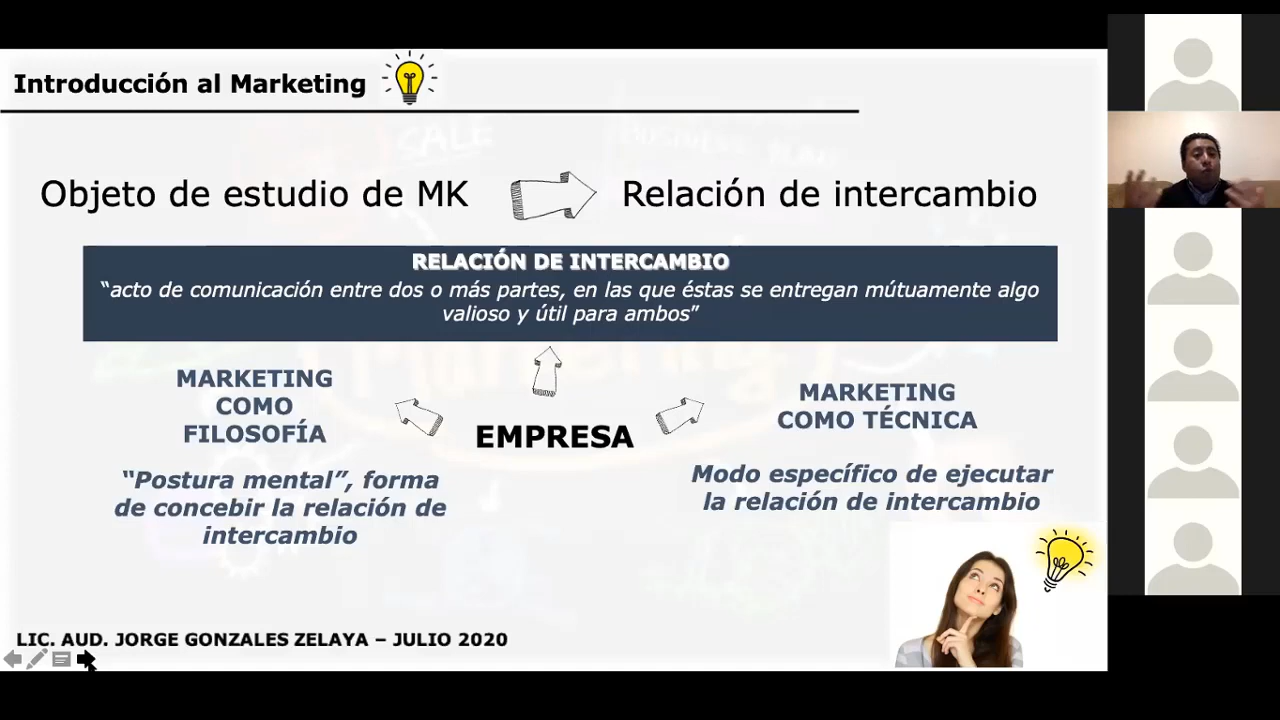 Introducción al Marketing
Objeto de estudio de MK
Relación de intercambio
RELACIÓN DE INTERCAMBIO
“acto de comunicación entre dos o más partes, en las que éstas se entregan mútuamente algo
valioso y útil para ambos”
MARKETING
COMO
FILOSOFÍA
“Postura mental”, forma
de concebir la relación de
intercambio
EMPRESA
MARKETING
COMO TÉCNICA
Modo específico de ejecutar
la relación de intercambio
LIC. AUD. JORGE GONZALES ZELAYA – JULIO 2020